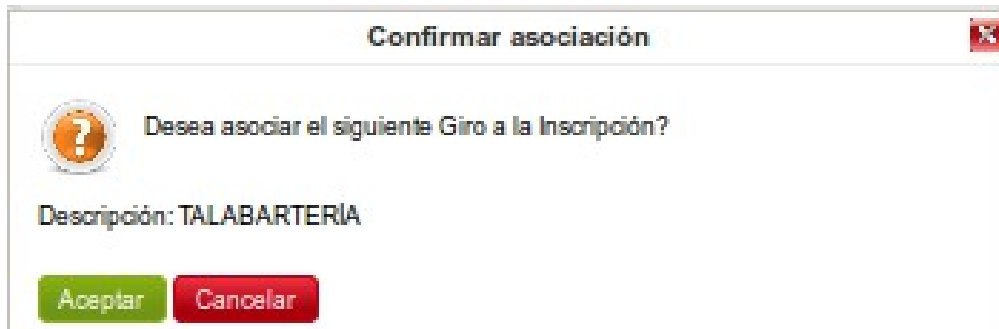 Confirmar asociación
Desea asociar el siguiente Giro a la Inscripción?
Descripción: TALABARTERÍA
Aceptar Cancelar